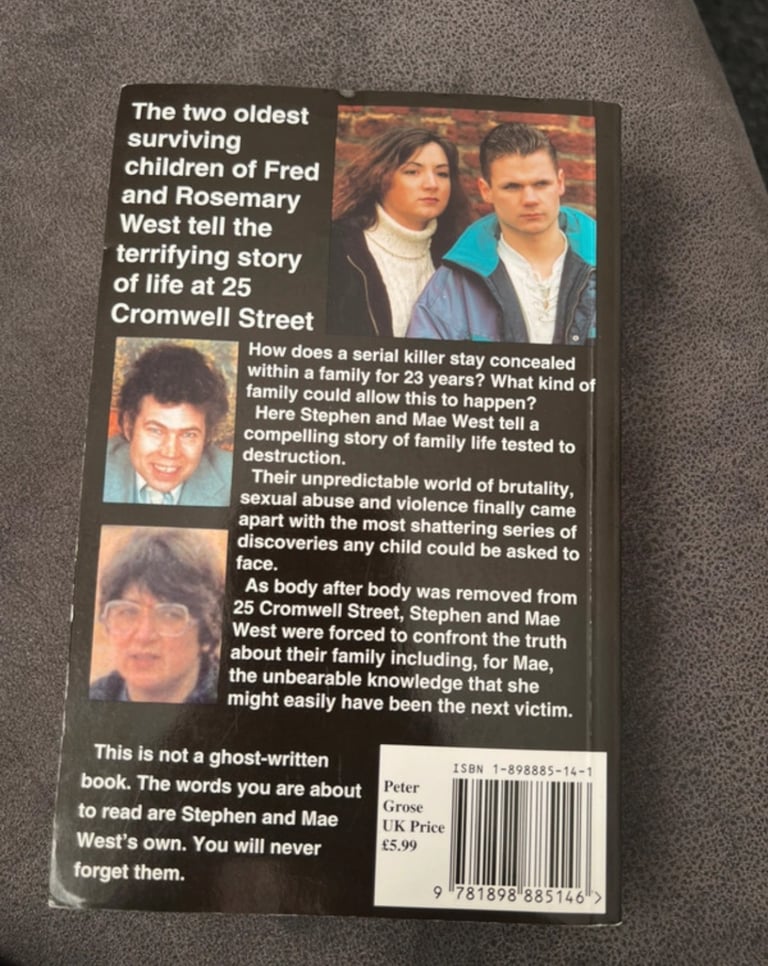 The two oldest
surviving
children of Fred
and Rosemary
West tell the
terrifying story
of life at 25
Cromwell Street
How does a serial killer stay concealed
within a family for 23 years? What kind of
family could allow this to happen?
Here Stephen and Mae West tell a
compelling story of family life tested to
destruction.
Their unpredictable world of brutality,
sexual abuse and violence finally came
apart with the most shattering series of
discoveries any child could be asked to
face.
As body after body was removed from
25 Cromwell Street, Stephen and Mae
West were forced to confront the truth
about their family including, for Mae,
the unbearable knowledge that she
might easily have been the next victim.
This is not a ghost-written
book. The words you are about
to read are Stephen and Mae
West's own. You will never
forget them.
ISBN 1-898885-14-1
Peter
Grose
UK Price
£5.99
9 781898 885146 >